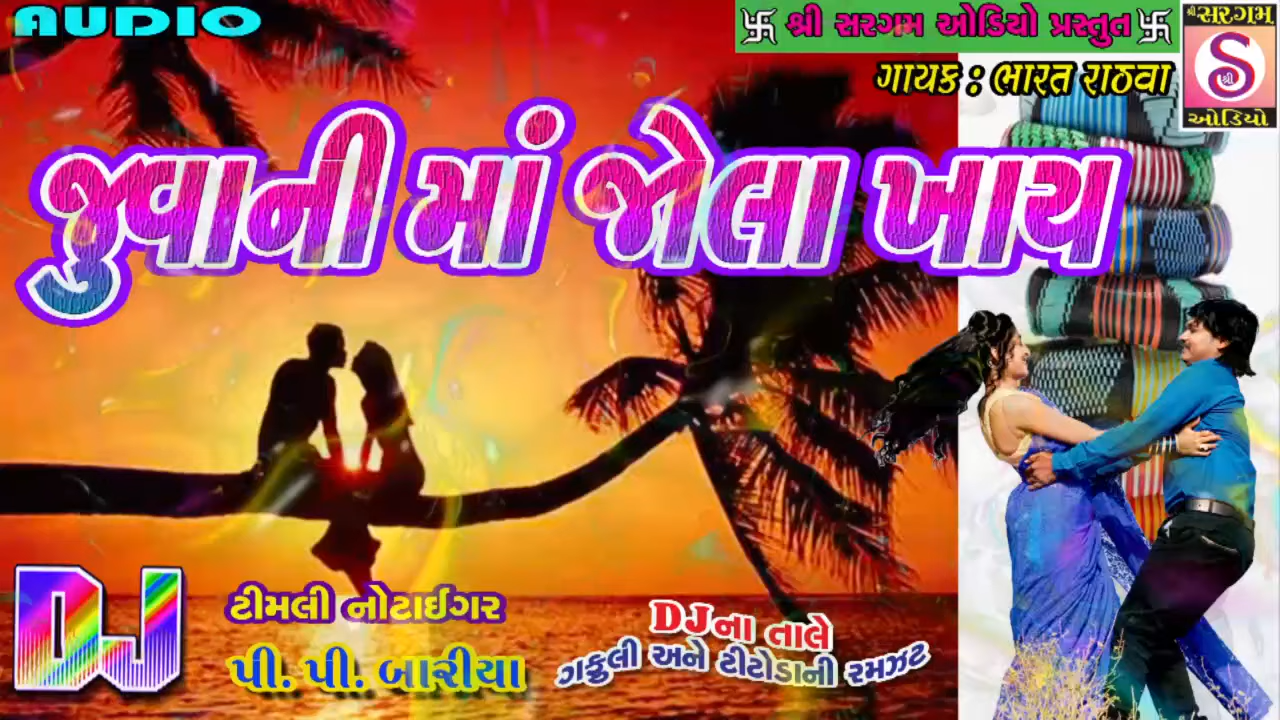 AUDIO
卐 શ્રી સરગમ ઓડિયો પ્રસ્તુત 卐
શ્રી સરગમ
S
શ્રી
ઓડિયો
ગાયક : ભારત રાઠવા
જુવાની માં જોલા ખાય
DJ
ટીમલી નોટાઈગર
પી. પી. બારીયા
DJના તાલે
ગફુલી અને ટીટોડાની રમઝટ